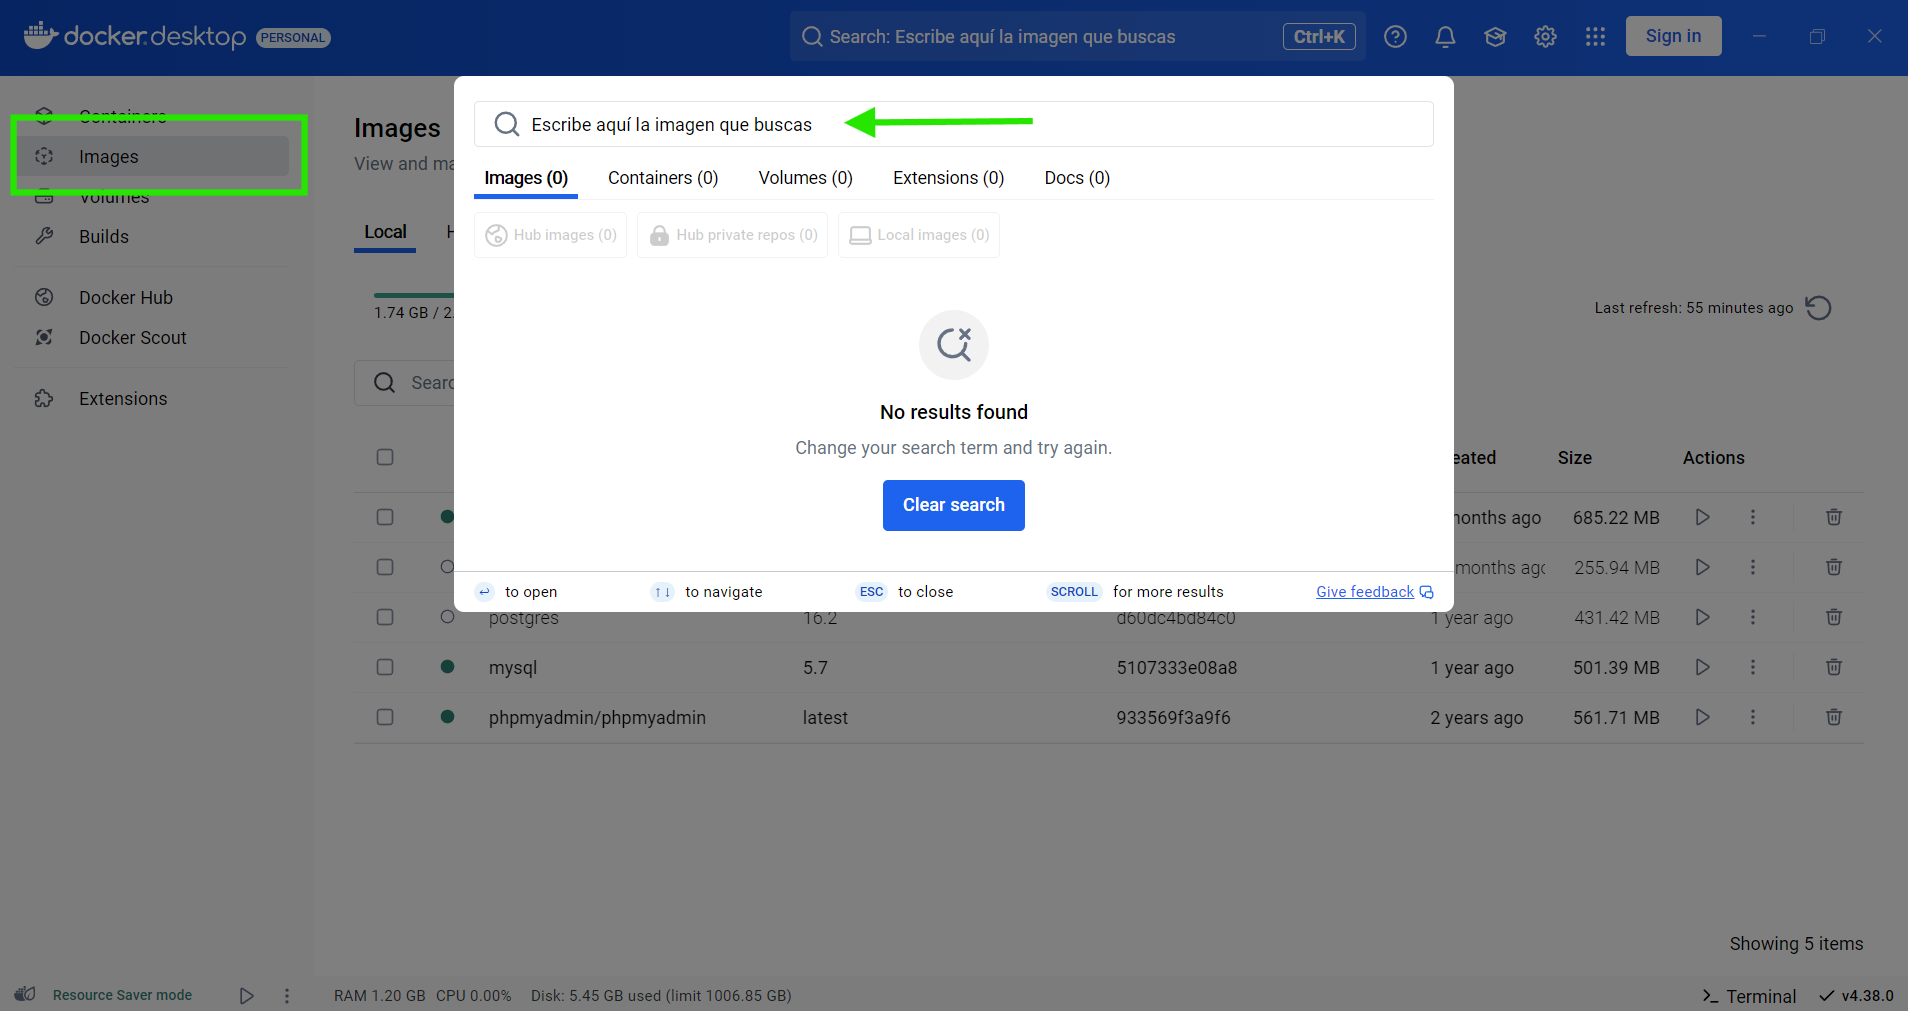 docker desktop PERSONAL
Search: Escribe aquí la imagen que buscas Ctrl+K
Sign in
Containers
Images
Volumes
Builds
Docker Hub
Docker Scout
Extensions
Images
View and
Local
1.74 GB /
Last refresh: 55 minutes ago
Escribe aquí la imagen que buscas
Images (0) Containers (0) Volumes (0) Extensions (0) Docs (0)
Hub images (0) Hub private repos (0) Local images (0)
No results found
Change your search term and try again.
Clear search
to open ↑↓ to navigate ESC to close SCROLL for more results Give feedback
Size Actions
months ago 685.22 MB
months ago 255.94 MB
postgres 16.2 d60dc4bd84c0 1 year ago 431.42 MB
mysql 5.7 5107333e08a8 1 year ago 501.39 MB
phpmyadmin/phpmyadmin latest 933569f3a9f6 2 years ago 561.71 MB
Showing 5 items
Resource Saver mode RAM 1.20 GB CPU 0.00% Disk: 5.45 GB used (limit 1006.85 GB) >_ Terminal v4.38.0